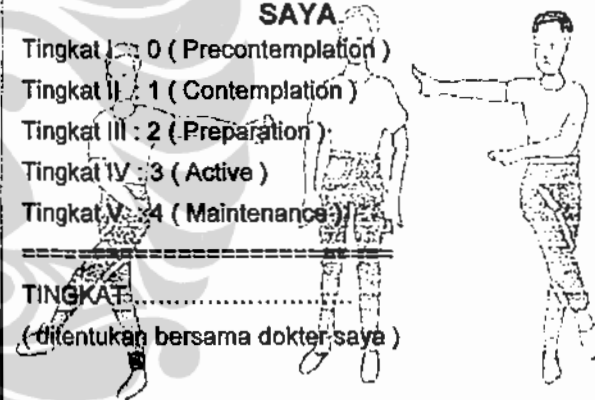 SAYA
Tingkat I : 0 ( Precontemplation )
Tingkat II : 1 ( Contemplation )
Tingkat III : 2 ( Preparation )
Tingkat IV : 3 ( Active )
Tingkat V : 4 ( Maintenance )
==============================
TINGKAT: ............................
( ditentukan bersama dokter saya )